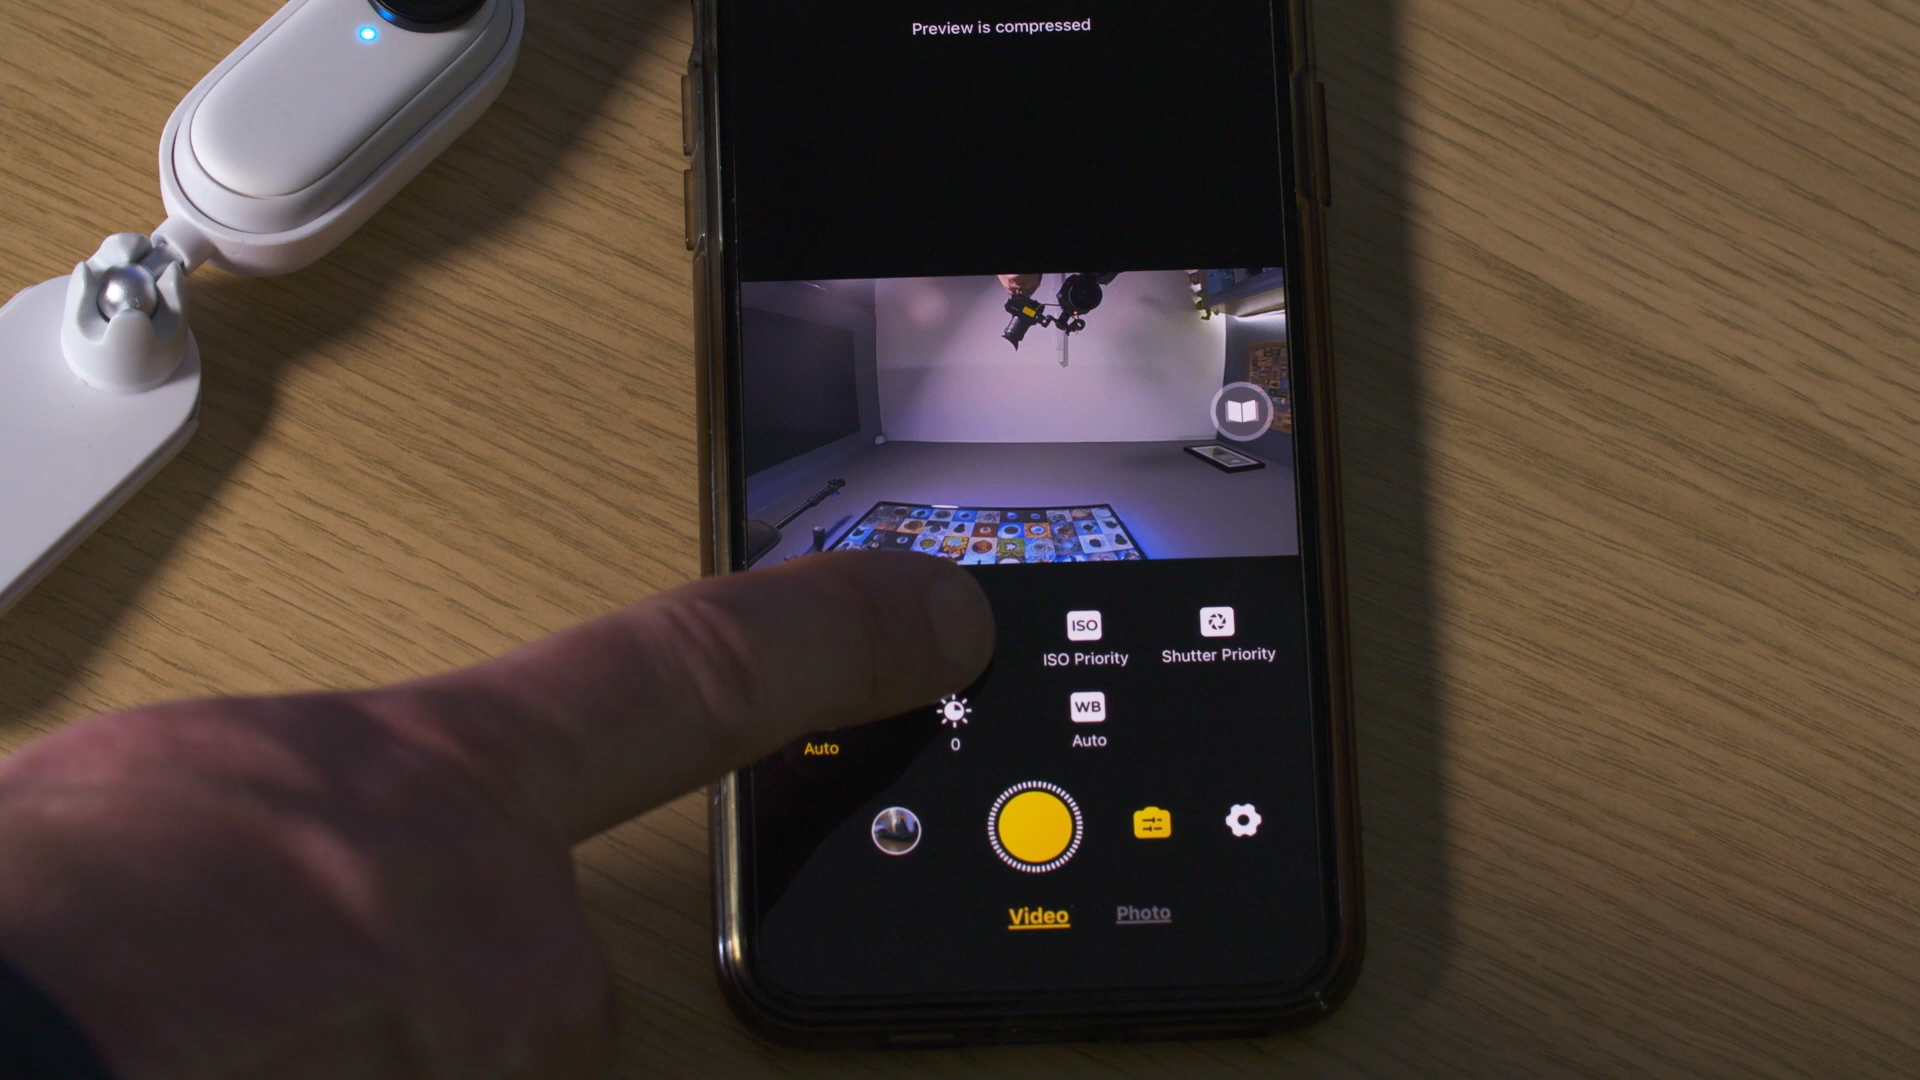 Preview is compressed
ISO
ISO Priority
Shutter Priority
Auto
0
WB
Auto
Video
Photo